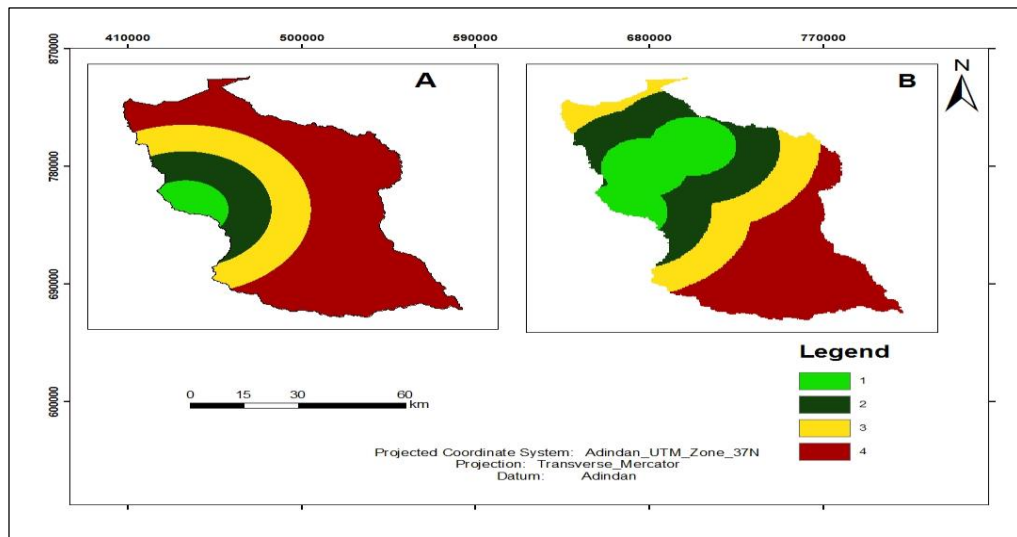 410000 500000 590000 680000 770000
870000
780000
690000
600000
A
B
N
Legend
1
2
3
4
0 15 30 60
km
Projected Coordinate System: Adindan_UTM_Zone_37N
Projection: Transverse_Mercator
Datum: Adindan